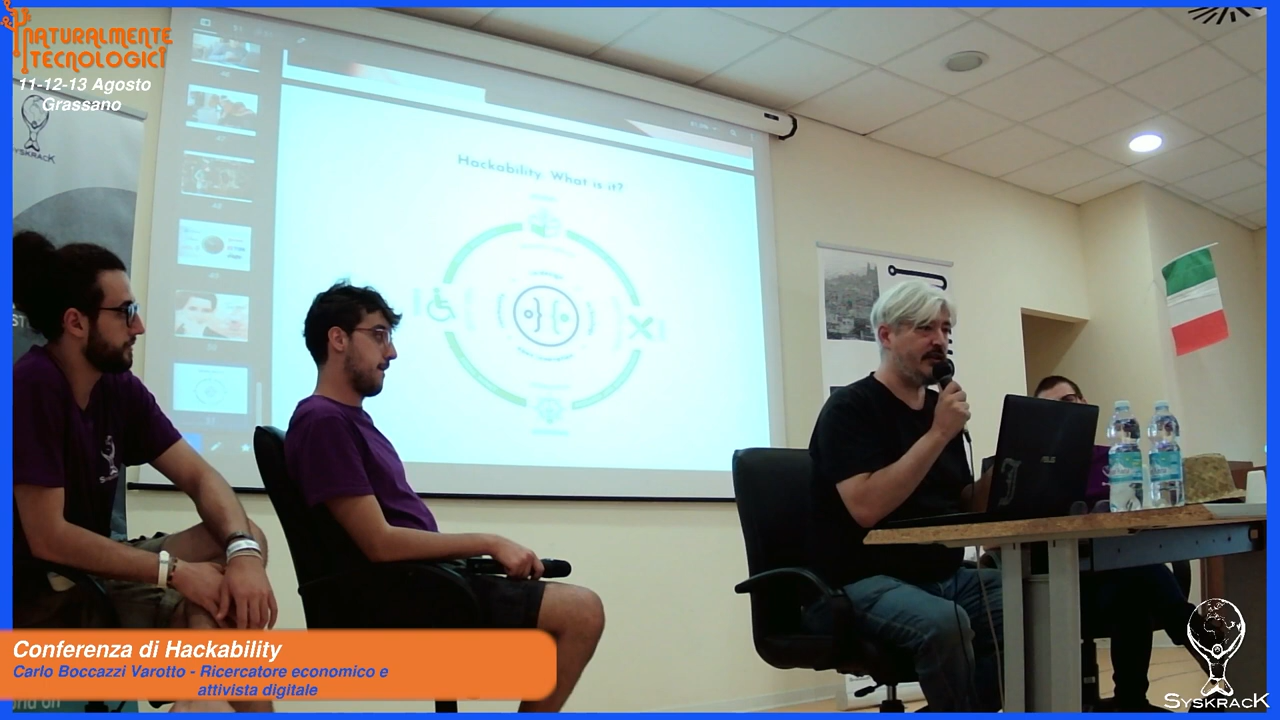 NATURALMENTE
TECNOLOGICI
11-12-13 Agosto
Grassano
SYSKRACK
Hackability. What is it?
ASUS
Conferenza di Hackability
Carlo Boccazzi Varotto - Ricercatore economico e
attivista digitale
SYSKRACK